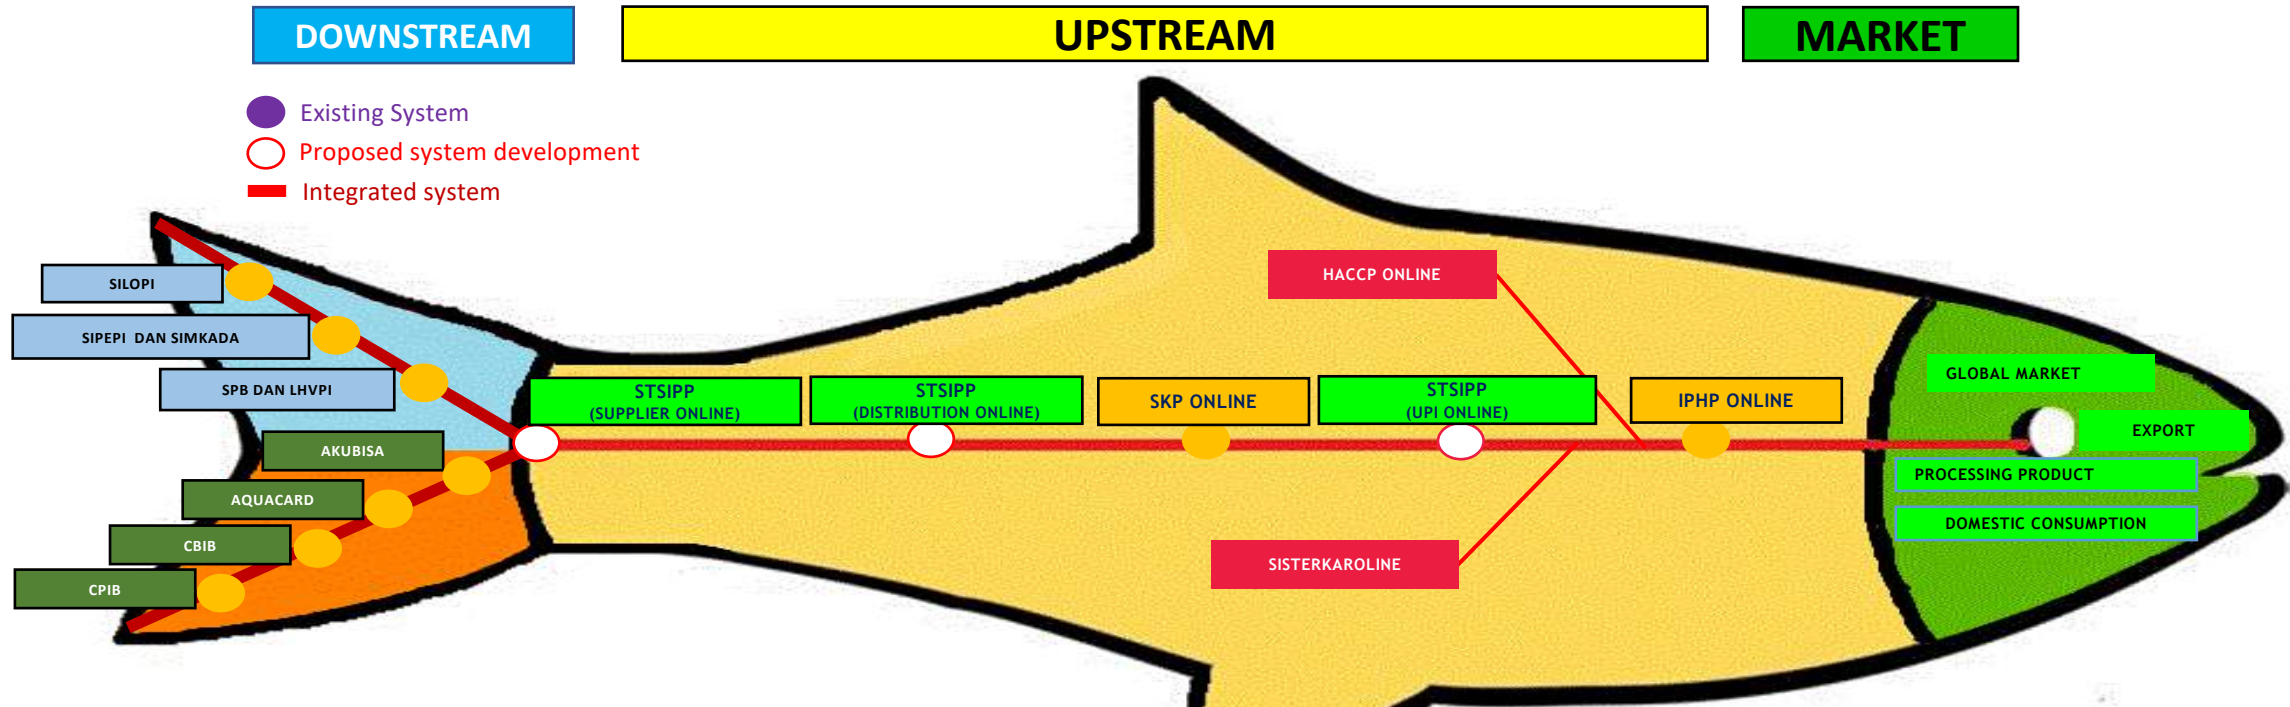 DOWNSTREAM
UPSTREAM
MARKET
Existing System
Proposed system development
Integrated system
SILOPI
SIPEPI DAN SIMKADA
SPB DAN LHVPI
AKUBISA
AQUACARD
CBIB
CPIB
STSIPP
(SUPPLIER ONLINE)
STSIPP
(DISTRIBUTION ONLINE)
SKP ONLINE
STSIPP
(UPI ONLINE)
IPHP ONLINE
HACCP ONLINE
SISTERKAROLINE
GLOBAL MARKET
EXPORT
PROCESSING PRODUCT
DOMESTIC CONSUMPTION